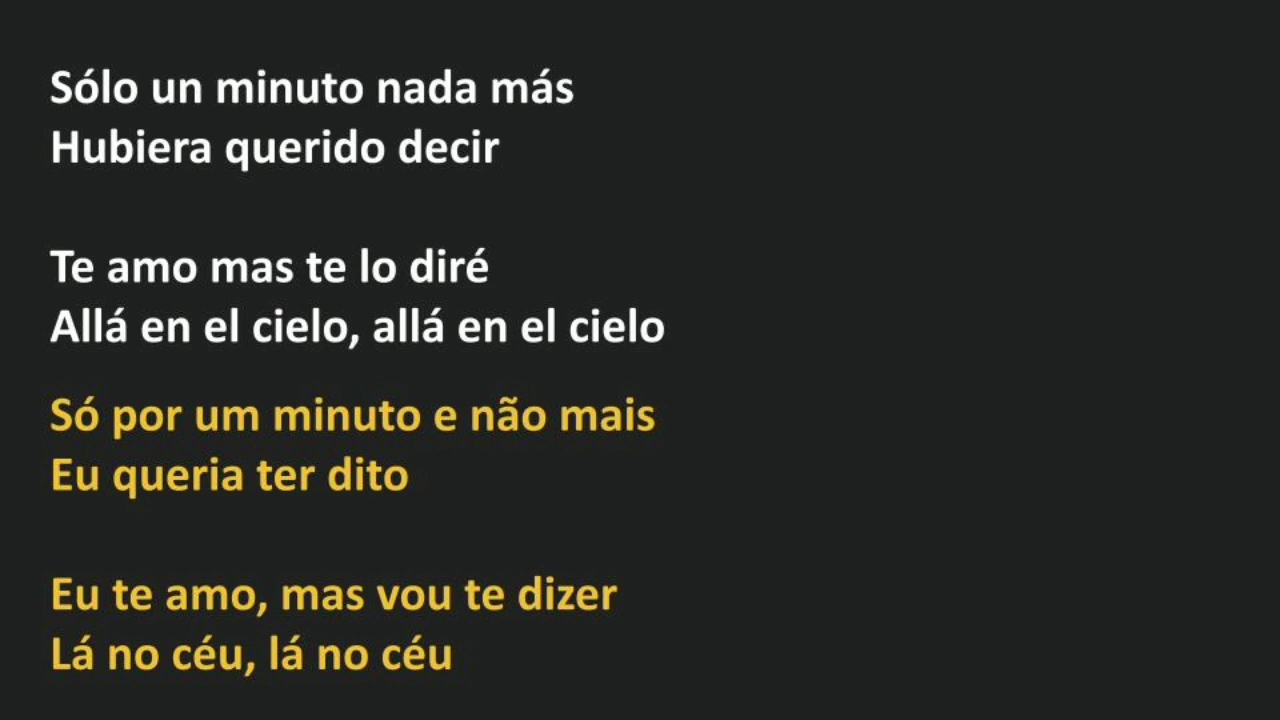 Sólo un minuto nada más
Hubiera querido decir
Te amo mas te lo diré
Allá en el cielo, allá en el cielo
Só por um minuto e não mais
Eu queria ter dito
Eu te amo, mas vou te dizer
Lá no céu, lá no céu